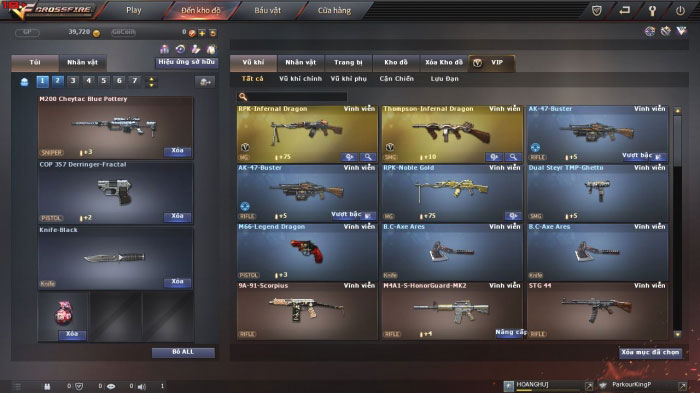 CROSSFIRE
Play
Đến kho đồ
Báu vật
Cửa hàng
GP 39,720
GCoin 0
Túi
Nhân vật
Hiệu ứng sở hữu
1 2 3 4 5 6 7
M200 Cheytac Blue Pottery
SNIPER +3 Xóa
COP 357 Derringer-Fractal
PISTOL +2 Xóa
Knife-Black
Knife Xóa
Xóa
Bỏ ALL
Vũ khí Nhân vật Trang bị Kho đồ Xóa Kho đồ VIP
Tất cả Vũ khí chính Vũ khí phụ Cận Chiến Lựu Đạn
RPK-Infernal Dragon Vĩnh viễn
MG +75
Thompson-Infernal Dragon Vĩnh viễn
SMG +10
AK-47-Buster Vĩnh viễn
RIFLE +5 Vượt bậc
AK-47-Buster Vĩnh viễn
RIFLE +5 Vượt bậc
RPK-Noble Gold Vĩnh viễn
MG +75
Dual Steyr TMP-Ghetto Vĩnh viễn
SMG +5
M66-Legend Dragon Vĩnh viễn
PISTOL +3
B.C-Axe Ares Vĩnh viễn
Knife
B.C-Axe Ares Vĩnh viễn
Knife
9A-91-Scorpius Vĩnh viễn
RIFLE
M4A1-S-HonorGuard-MK2 Vĩnh viễn
RIFLE +4 Nâng cấp
STG 44 Vĩnh viễn
RIFLE
Xóa mục đã chọn
0 0 0 1
HOANGHUJ
ParkourKingP